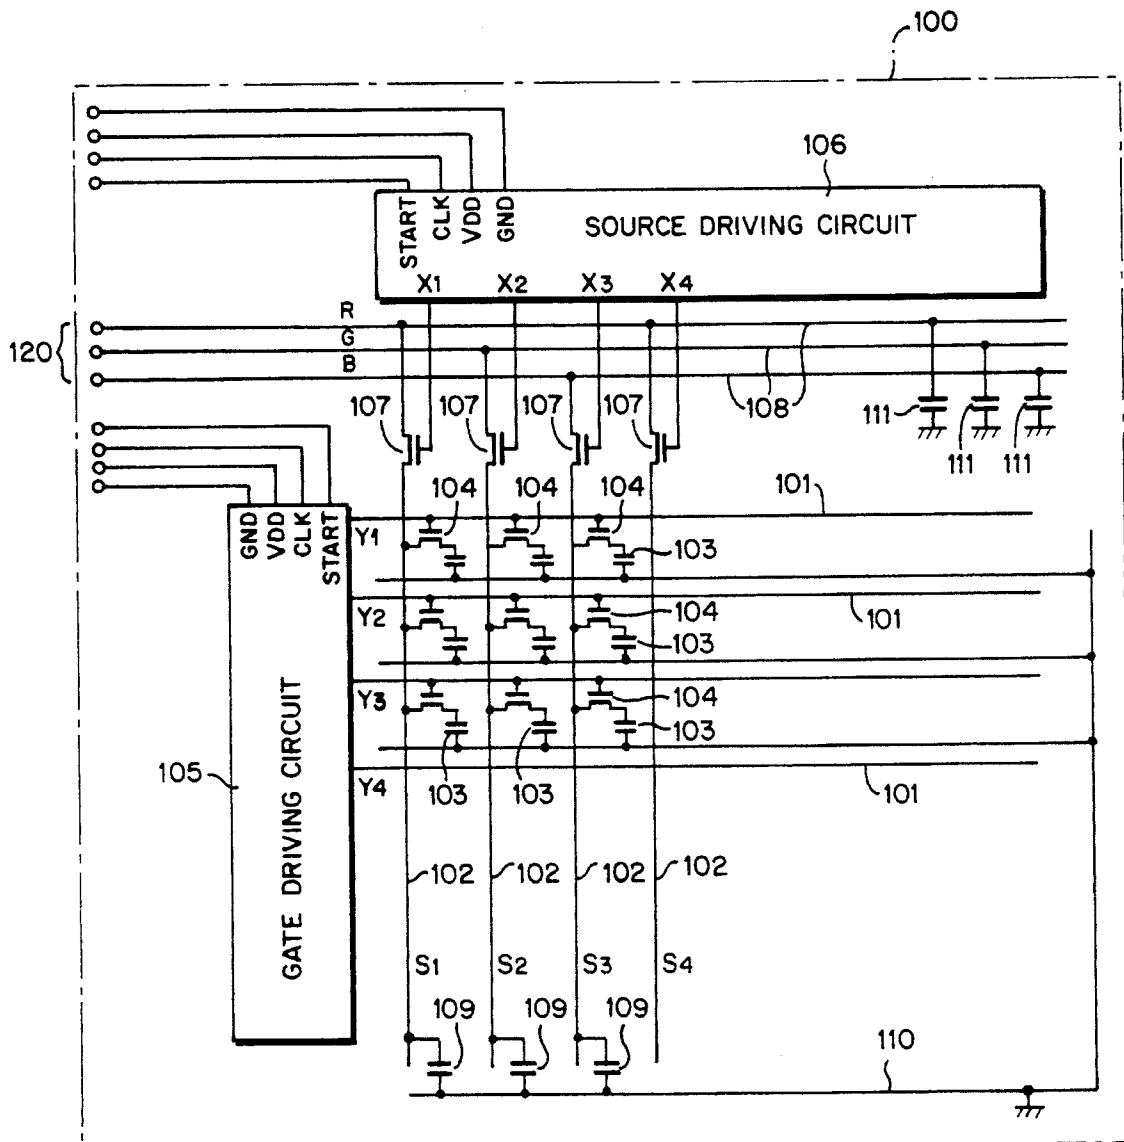 100
106
START
CLK
VDD
GND
SOURCE DRIVING CIRCUIT
X1 X2 X3 X4
R
G
B
120
108
107 107 107 107
111 111 111
104 104 104
101
GND
VDD
CLK
START
Y1
103
Y2
104
101
103
Y3
104
103
105
GATE DRIVING CIRCUIT
Y4
103 103
101
102 102 102 102
S1 S2 S3 S4
109 109 109
110